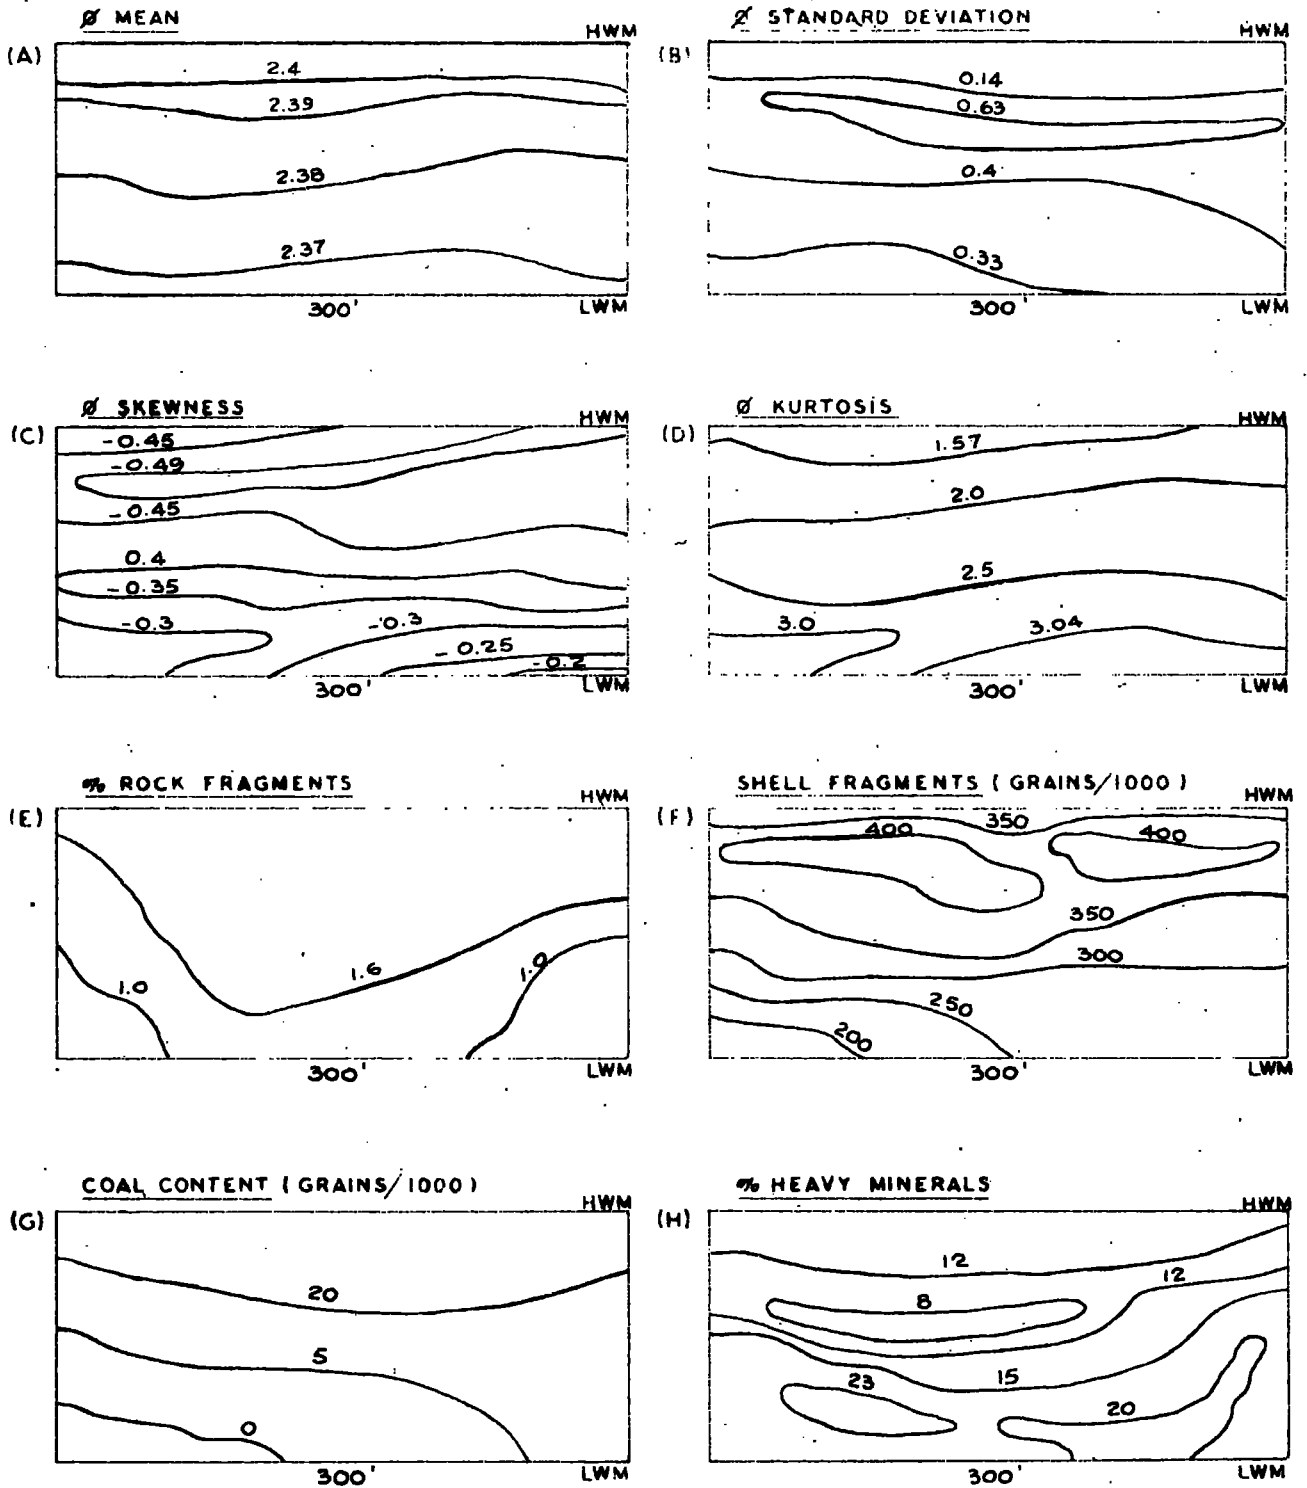 Ø MEAN
HWM
(A)
2.4
2.39
2.38
2.37
300'
LWM
Ø STANDARD DEVIATION
HWM
(B)
0.14
0.63
0.4
0.33
300'
LWM
Ø SKEWNESS
HWM
(C)
-0.45
-0.49
-0.45
0.4
-0.35
-0.3
-0.3
-0.25
-0.2
300'
LWM
Ø KURTOSIS
HWM
(D)
1.57
2.0
2.5
3.0
3.04
300'
LWM
% ROCK FRAGMENTS
HWM
(E)
1.6
1.0
1.0
300'
LWM
SHELL FRAGMENTS (GRAINS/1000)
HWM
(F)
350
400
400
350
300
250
200
300'
LWM
COAL CONTENT (GRAINS/1000)
HWM
(G)
20
5
0
300'
LWM
% HEAVY MINERALS
HWM
(H)
12
12
8
15
23
20
300'
LWM